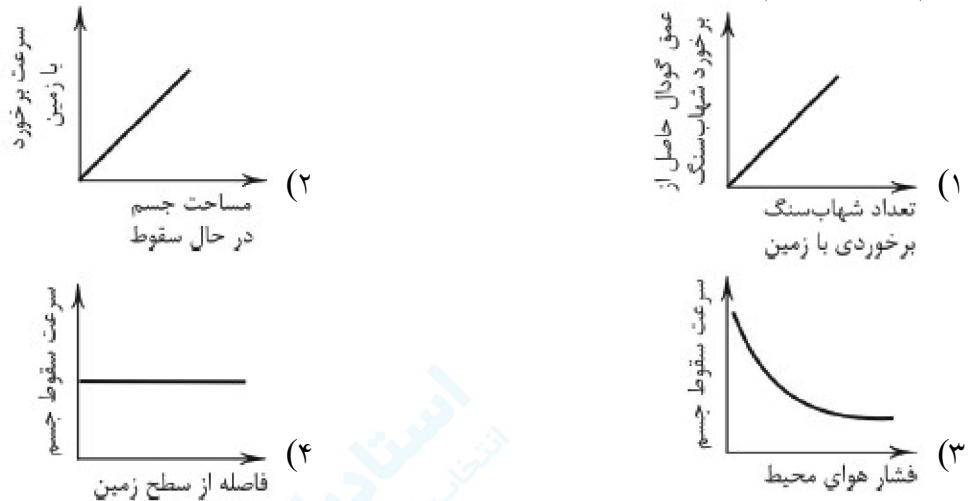 عمق گودال حاصل از
برخورد شهاب‌سنگ
تعداد شهاب‌سنگ
برخوردی با زمین
۱)
سرعت برخورد
با زمین
مساحت جسم
در حال سقوط
۲)
سرعت سقوط جسم
فشار هوای محیط
۳)
سرعت سقوط جسم
فاصله از سطح زمین
۴)